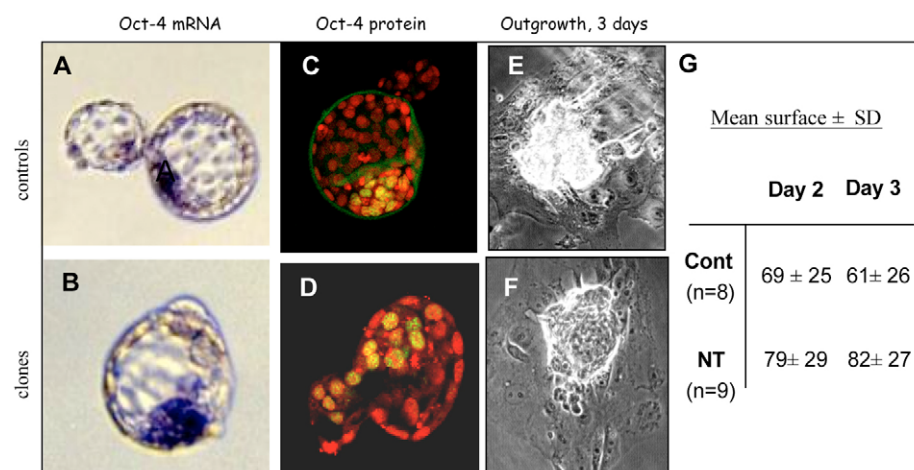 Oct-4 mRNA Oct-4 protein Outgrowth, 3 days
A C E G
A
controls
Mean surface ± SD
Day 2 Day 3
Cont 69 ± 25 61± 26
(n=8)
B D F
clones
NT 79± 29 82± 27
(n=9)